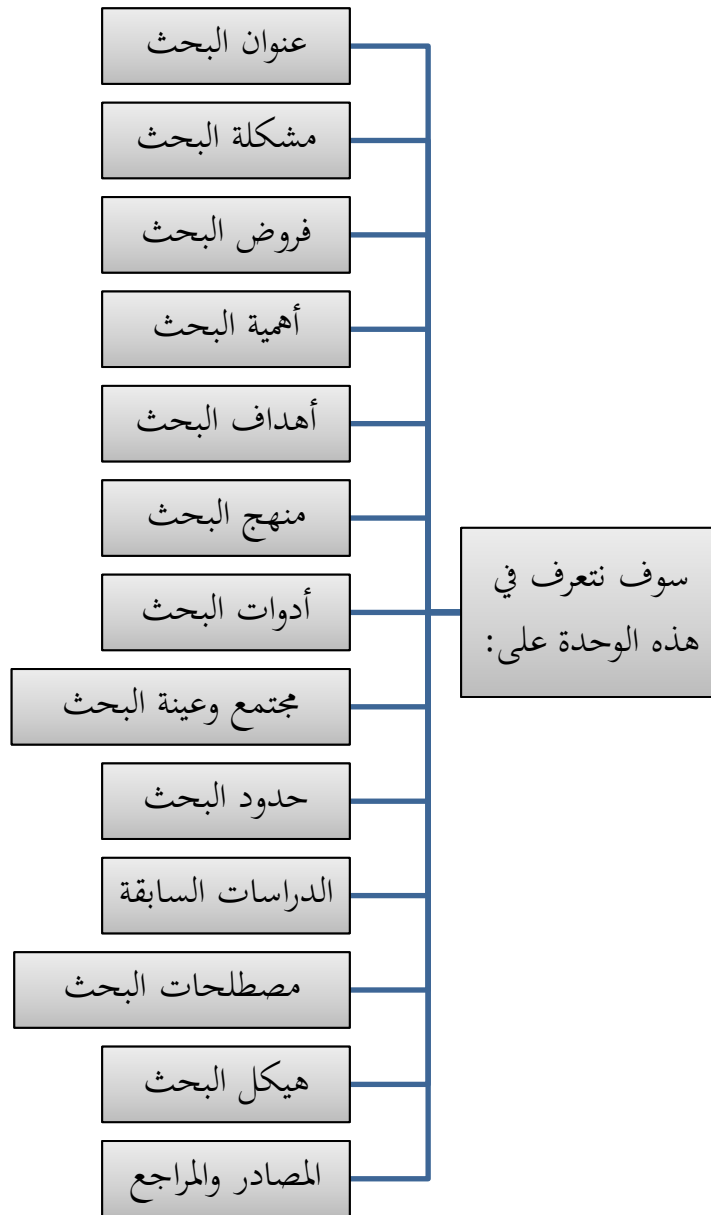 سوف نتعرف في
هذه الوحدة على:
عنوان البحث
مشكلة البحث
فروض البحث
أهمية البحث
أهداف البحث
منهج البحث
أدوات البحث
مجتمع وعينة البحث
حدود البحث
الدراسات السابقة
مصطلحات البحث
هيكل البحث
المصادر والمراجع